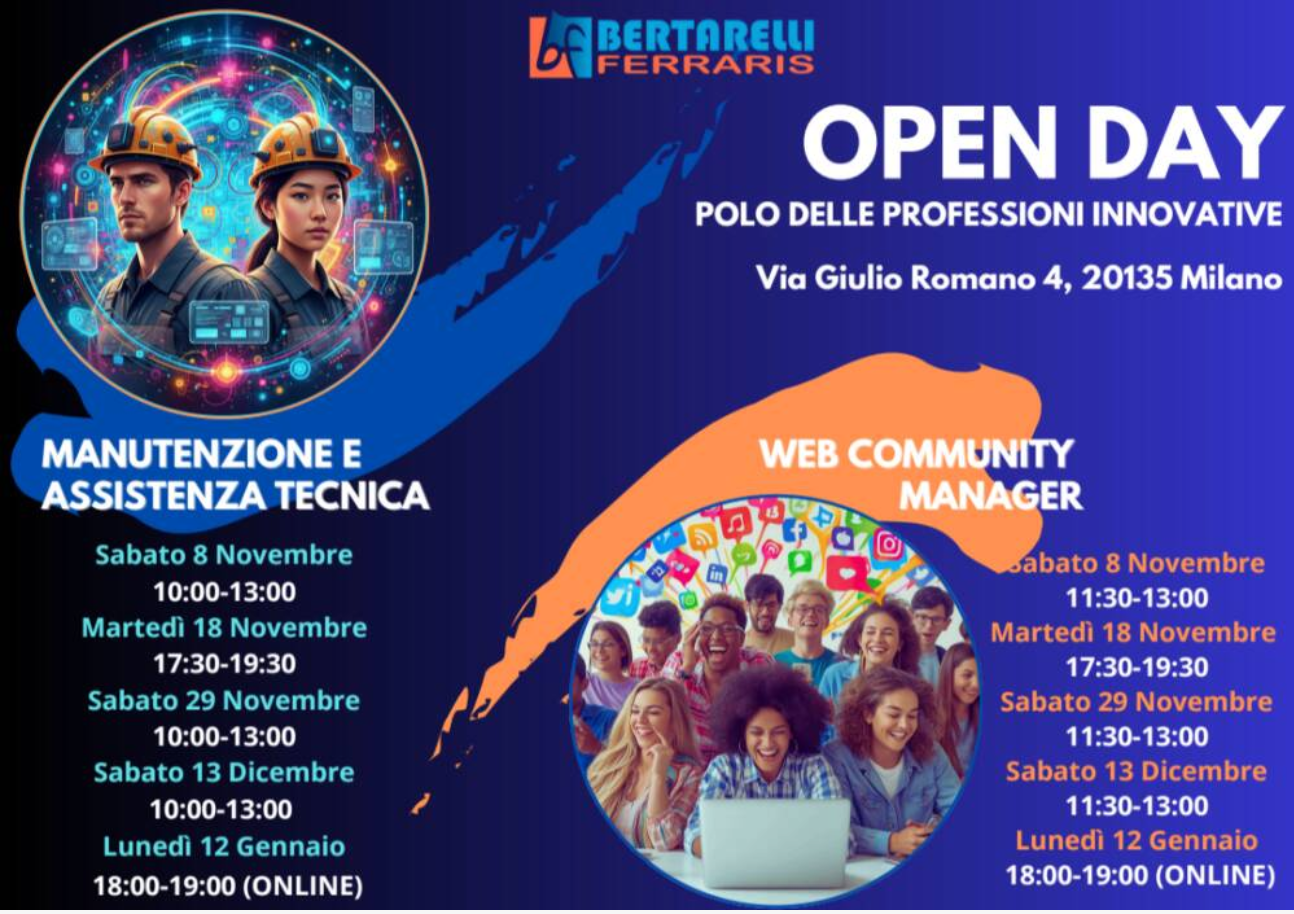 bf BERTARELLI
FERRARIS
OPEN DAY
POLO DELLE PROFESSIONI INNOVATIVE
Via Giulio Romano 4, 20135 Milano
MANUTENZIONE E
ASSISTENZA TECNICA
Sabato 8 Novembre
10:00-13:00
Martedì 18 Novembre
17:30-19:30
Sabato 29 Novembre
10:00-13:00
Sabato 13 Dicembre
10:00-13:00
Lunedì 12 Gennaio
18:00-19:00 (ONLINE)
WEB COMMUNITY
MANAGER
Sabato 8 Novembre
11:30-13:00
Martedì 18 Novembre
17:30-19:30
Sabato 29 Novembre
11:30-13:00
Sabato 13 Dicembre
11:30-13:00
Lunedì 12 Gennaio
18:00-19:00 (ONLINE)
in